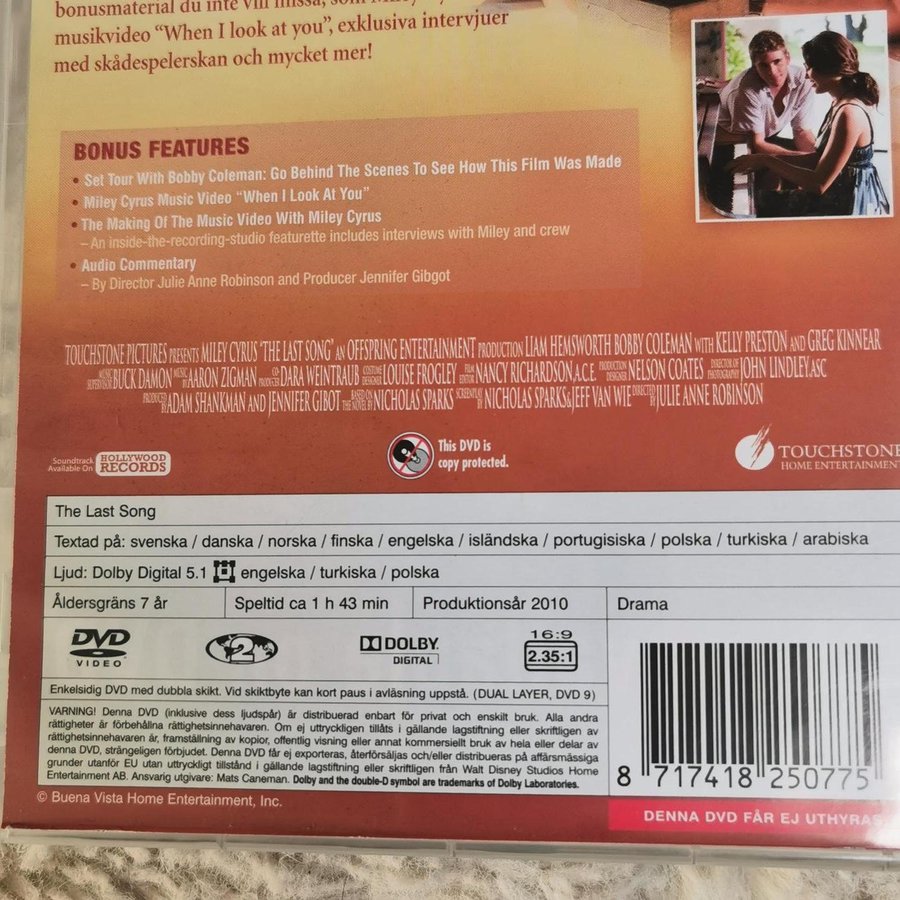 bonusmaterial du inte vill missa, som Miley
musikvideo “When I look at you”, exklusiva intervjuer
med skådespelerskan och mycket mer!
BONUS FEATURES
• Set Tour With Bobby Coleman: Go Behind The Scenes To See How This Film Was Made
• Miley Cyrus Music Video “When I Look At You”
• The Making Of The Music Video With Miley Cyrus
– An inside-the-recording-studio featurette includes interviews with Miley and crew
• Audio Commentary
– By Director Julie Anne Robinson and Producer Jennifer Gibgot
TOUCHSTONE PICTURES PRESENTS MILEY CYRUS "THE LAST SONG" AN OFFSPRING ENTERTAINMENT PRODUCTION LIAM HEMSWORTH BOBBY COLEMAN WITH KELLY PRESTON AND GREG KINNEAR
MUSIC SUPERVISOR BUCK DAMON MUSIC BY AARON ZIGMAN CO-PRODUCER DARA WEINTRAUB COSTUME DESIGNER LOUISE FROGLEY FILM EDITOR NANCY RICHARDSON, A.C.E. PRODUCTION DESIGNER NELSON COATES DIRECTOR OF PHOTOGRAPHY JOHN LINDLEY, ASC
PRODUCED BY ADAM SHANKMAN AND JENNIFER GIBOT BASED ON THE NOVEL BY NICHOLAS SPARKS SCREENPLAY BY NICHOLAS SPARKS & JEFF VAN WIE DIRECTED BY JULIE ANNE ROBINSON
Soundtrack Available On HOLLYWOOD RECORDS
This DVD is
copy protected.
TOUCHSTONE
HOME ENTERTAINMENT
The Last Song
Textad på: svenska / danska / norska / finska / engelska / isländska / portugisiska / polska / turkiska / arabiska
Ljud: Dolby Digital 5.1 engelska / turkiska / polska
Åldersgräns 7 år Speltid ca 1 h 43 min Produktionsår 2010 Drama
DVD VIDEO 2 DOLBY DIGITAL 16:9 2.35:1
Enkelsidig DVD med dubbla skikt. Vid skiktbyte kan kort paus i avläsning uppstå. (DUAL LAYER, DVD 9)
VARNING! Denna DVD (inklusive dess ljudspår) är distribuerad enbart för privat och enskilt bruk. Alla andra
rättigheter är förbehållna rättighetsinnehavaren. Om ej uttryckligen tillåts i gällande lagstiftning eller skriftligen av
rättighetsinnehavaren är, framställning av kopior, offentlig visning eller annat kommersiellt bruk av hela eller delar av
denna DVD, strängeligen förbjudet. Denna DVD får ej exporteras, återförsäljas och/eller distribueras på affärsmässiga
grunder utanför EU utan uttryckligt tillstånd i gällande lagstiftning eller skriftligen från Walt Disney Studios Home
Entertainment AB. Ansvarig utgivare: Mats Caneman. Dolby and the double-D symbol are trademarks of Dolby Laboratories.
8 717418 250775
© Buena Vista Home Entertainment, Inc.
DENNA DVD FÅR EJ UTHYRAS